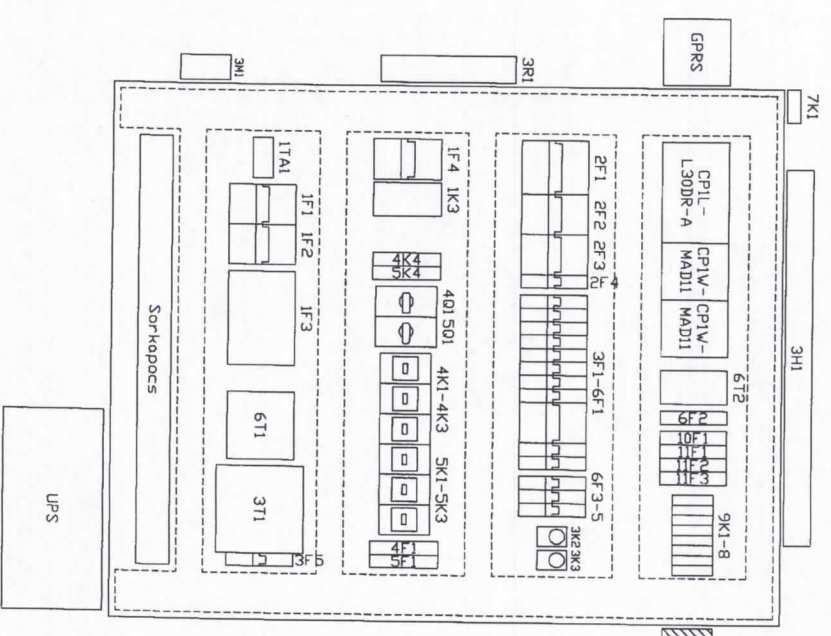 GPRS
7K1
3H1
3R1
3M1
CP1L-
L30DR-A
CP1W-
MAD11
CP1W-
MAD11
6T2
6F2
10F1
11F1
11F2
11F3
9K1-8
2F1
2F2
2F3
2F4
3F1-6F1
6F3-5
3K2
3K3
1F4
1K3
4K4
5K4
4Q1
5Q1
4K1-4K3
5K1-5K3
4F1
5F1
1TA1
1F1
1F2
1F3
6T1
3T1
3F5
Sorkapocs
UPS